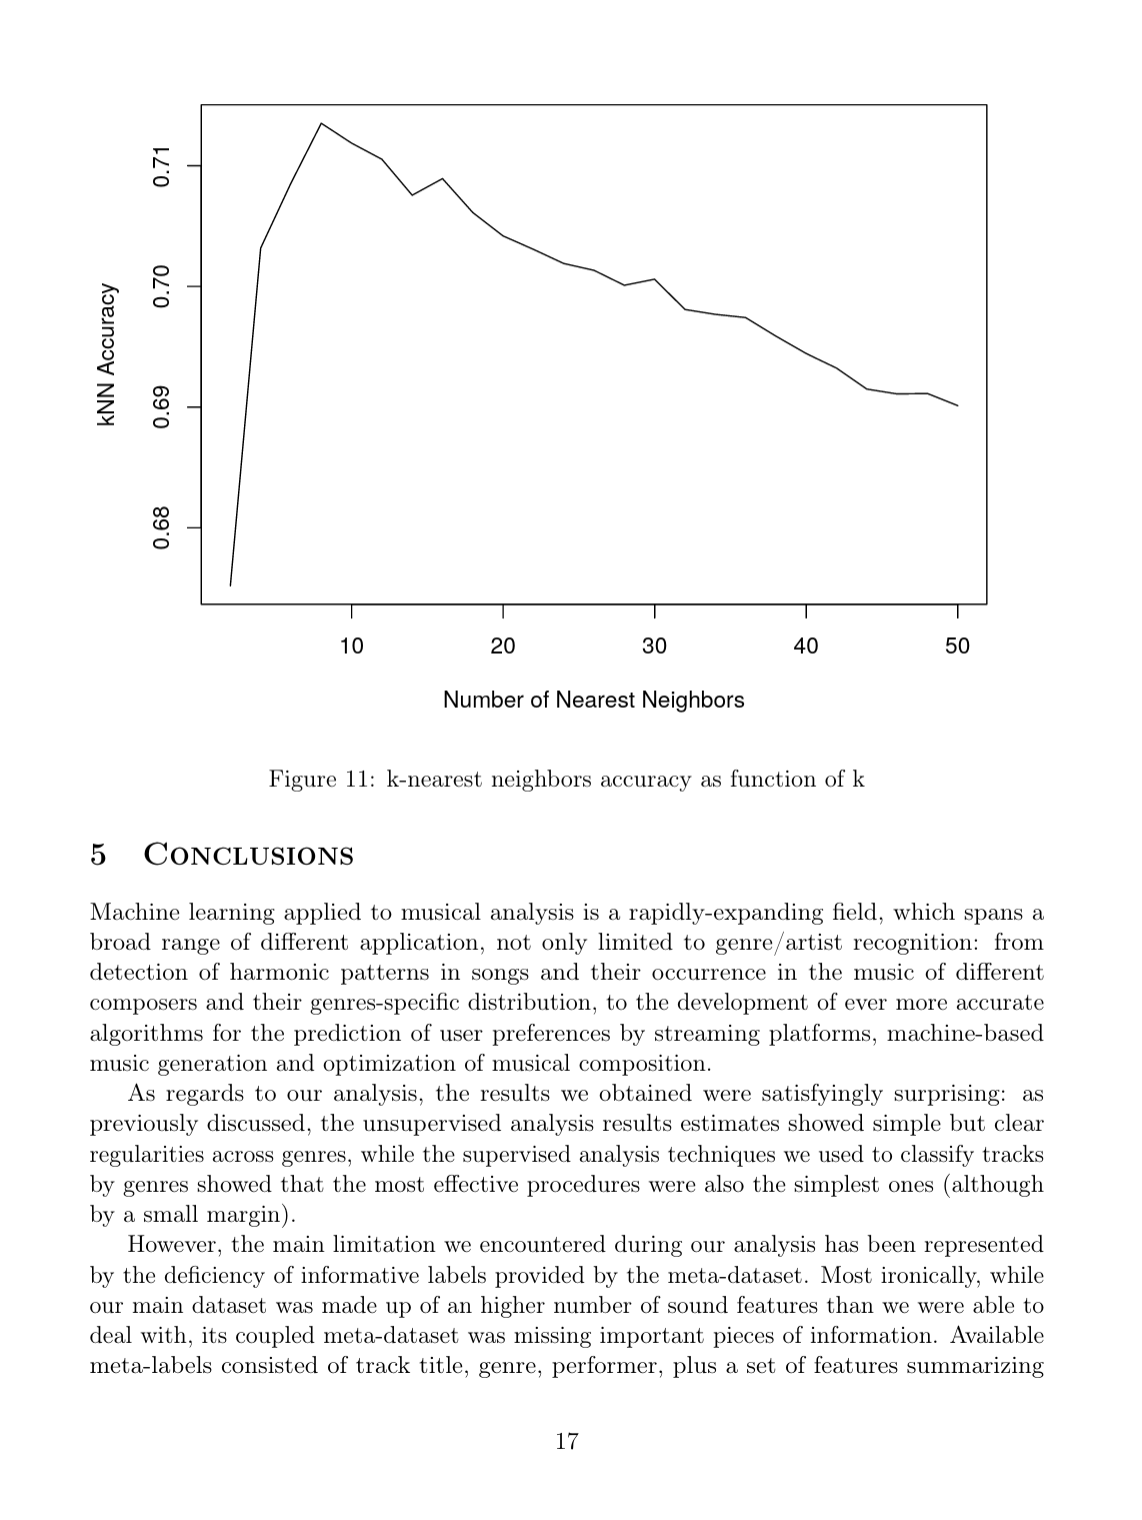 0.71
0.70
0.69
0.68
kNN Accuracy
10 20 30 40 50
Number of Nearest Neighbors
Figure 11: k-nearest neighbors accuracy as function of k
5 Conclusions
Machine learning applied to musical analysis is a rapidly-expanding field, which spans a
broad range of different application, not only limited to genre/artist recognition: from
detection of harmonic patterns in songs and their occurrence in the music of different
composers and their genres-specific distribution, to the development of ever more accurate
algorithms for the prediction of user preferences by streaming platforms, machine-based
music generation and optimization of musical composition.
As regards to our analysis, the results we obtained were satisfyingly surprising: as
previously discussed, the unsupervised analysis results estimates showed simple but clear
regularities across genres, while the supervised analysis techniques we used to classify tracks
by genres showed that the most effective procedures were also the simplest ones (although
by a small margin).
However, the main limitation we encountered during our analysis has been represented
by the deficiency of informative labels provided by the meta-dataset. Most ironically, while
our main dataset was made up of an higher number of sound features than we were able to
deal with, its coupled meta-dataset was missing important pieces of information. Available
meta-labels consisted of track title, genre, performer, plus a set of features summarizing
17